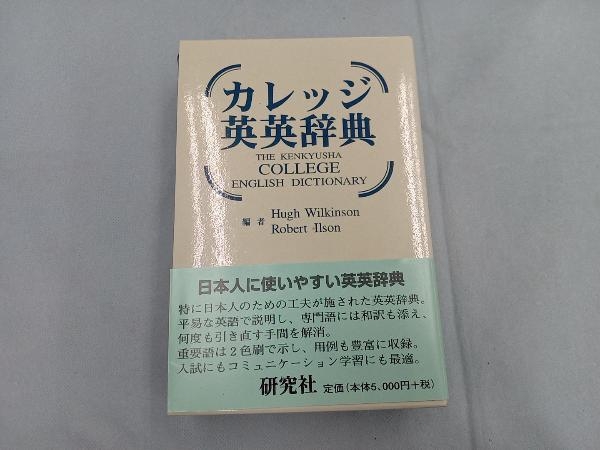 カレッジ
英英辞典
THE KENKYUSHA
COLLEGE
ENGLISH DICTIONARY
編者 Hugh Wilkinson
Robert Ilson
日本人に使いやすい英英辞典
特に日本人のための工夫が施された英英辞典。
平易な英語で説明し、専門語には和訳も添え、
何度も引き直す手間を解消。
重要語は2色刷で示し、用例も豊富に収録。
入試にもコミュニケーション学習にも最適。
研究社 定価(本体5,000円+税)